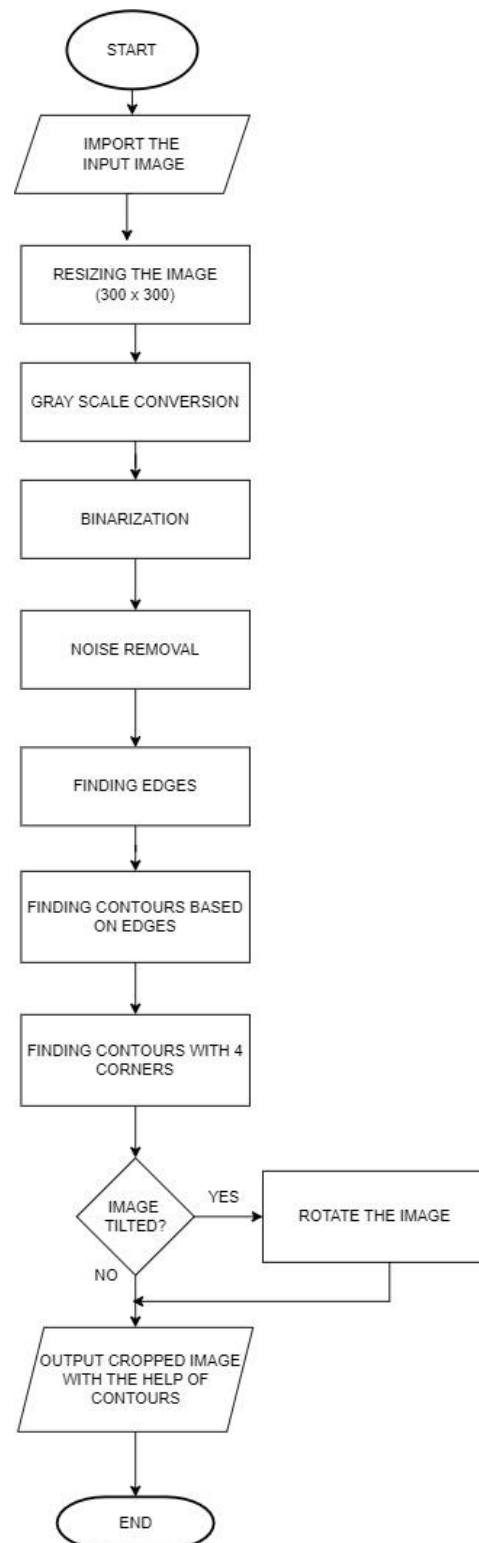 START
IMPORT THE
INPUT IMAGE
RESIZING THE IMAGE
(300 x 300)
GRAY SCALE CONVERSION
BINARIZATION
NOISE REMOVAL
FINDING EDGES
FINDING CONTOURS BASED
ON EDGES
FINDING CONTOURS WITH 4
CORNERS
IMAGE
TILTED?
YES
ROTATE THE IMAGE
NO
OUTPUT CROPPED IMAGE
WITH THE HELP OF
CONTOURS
END